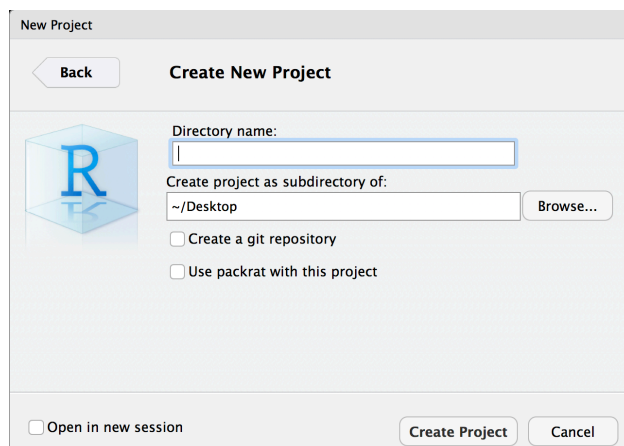 New Project
Back
Create New Project
R
Directory name:
Create project as subdirectory of:
~/Desktop
Browse...
Create a git repository
Use packrat with this project
Open in new session
Create Project
Cancel